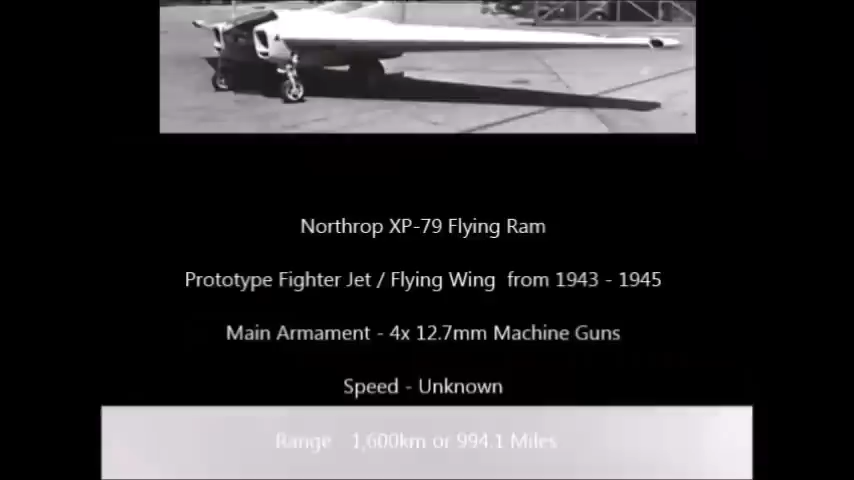 Northrop XP-79 Flying Ram
Prototype Fighter Jet / Flying Wing from 1943 - 1945
Main Armament - 4x 12.7mm Machine Guns
Speed - Unknown
Range 1,600km or 994.1 Miles